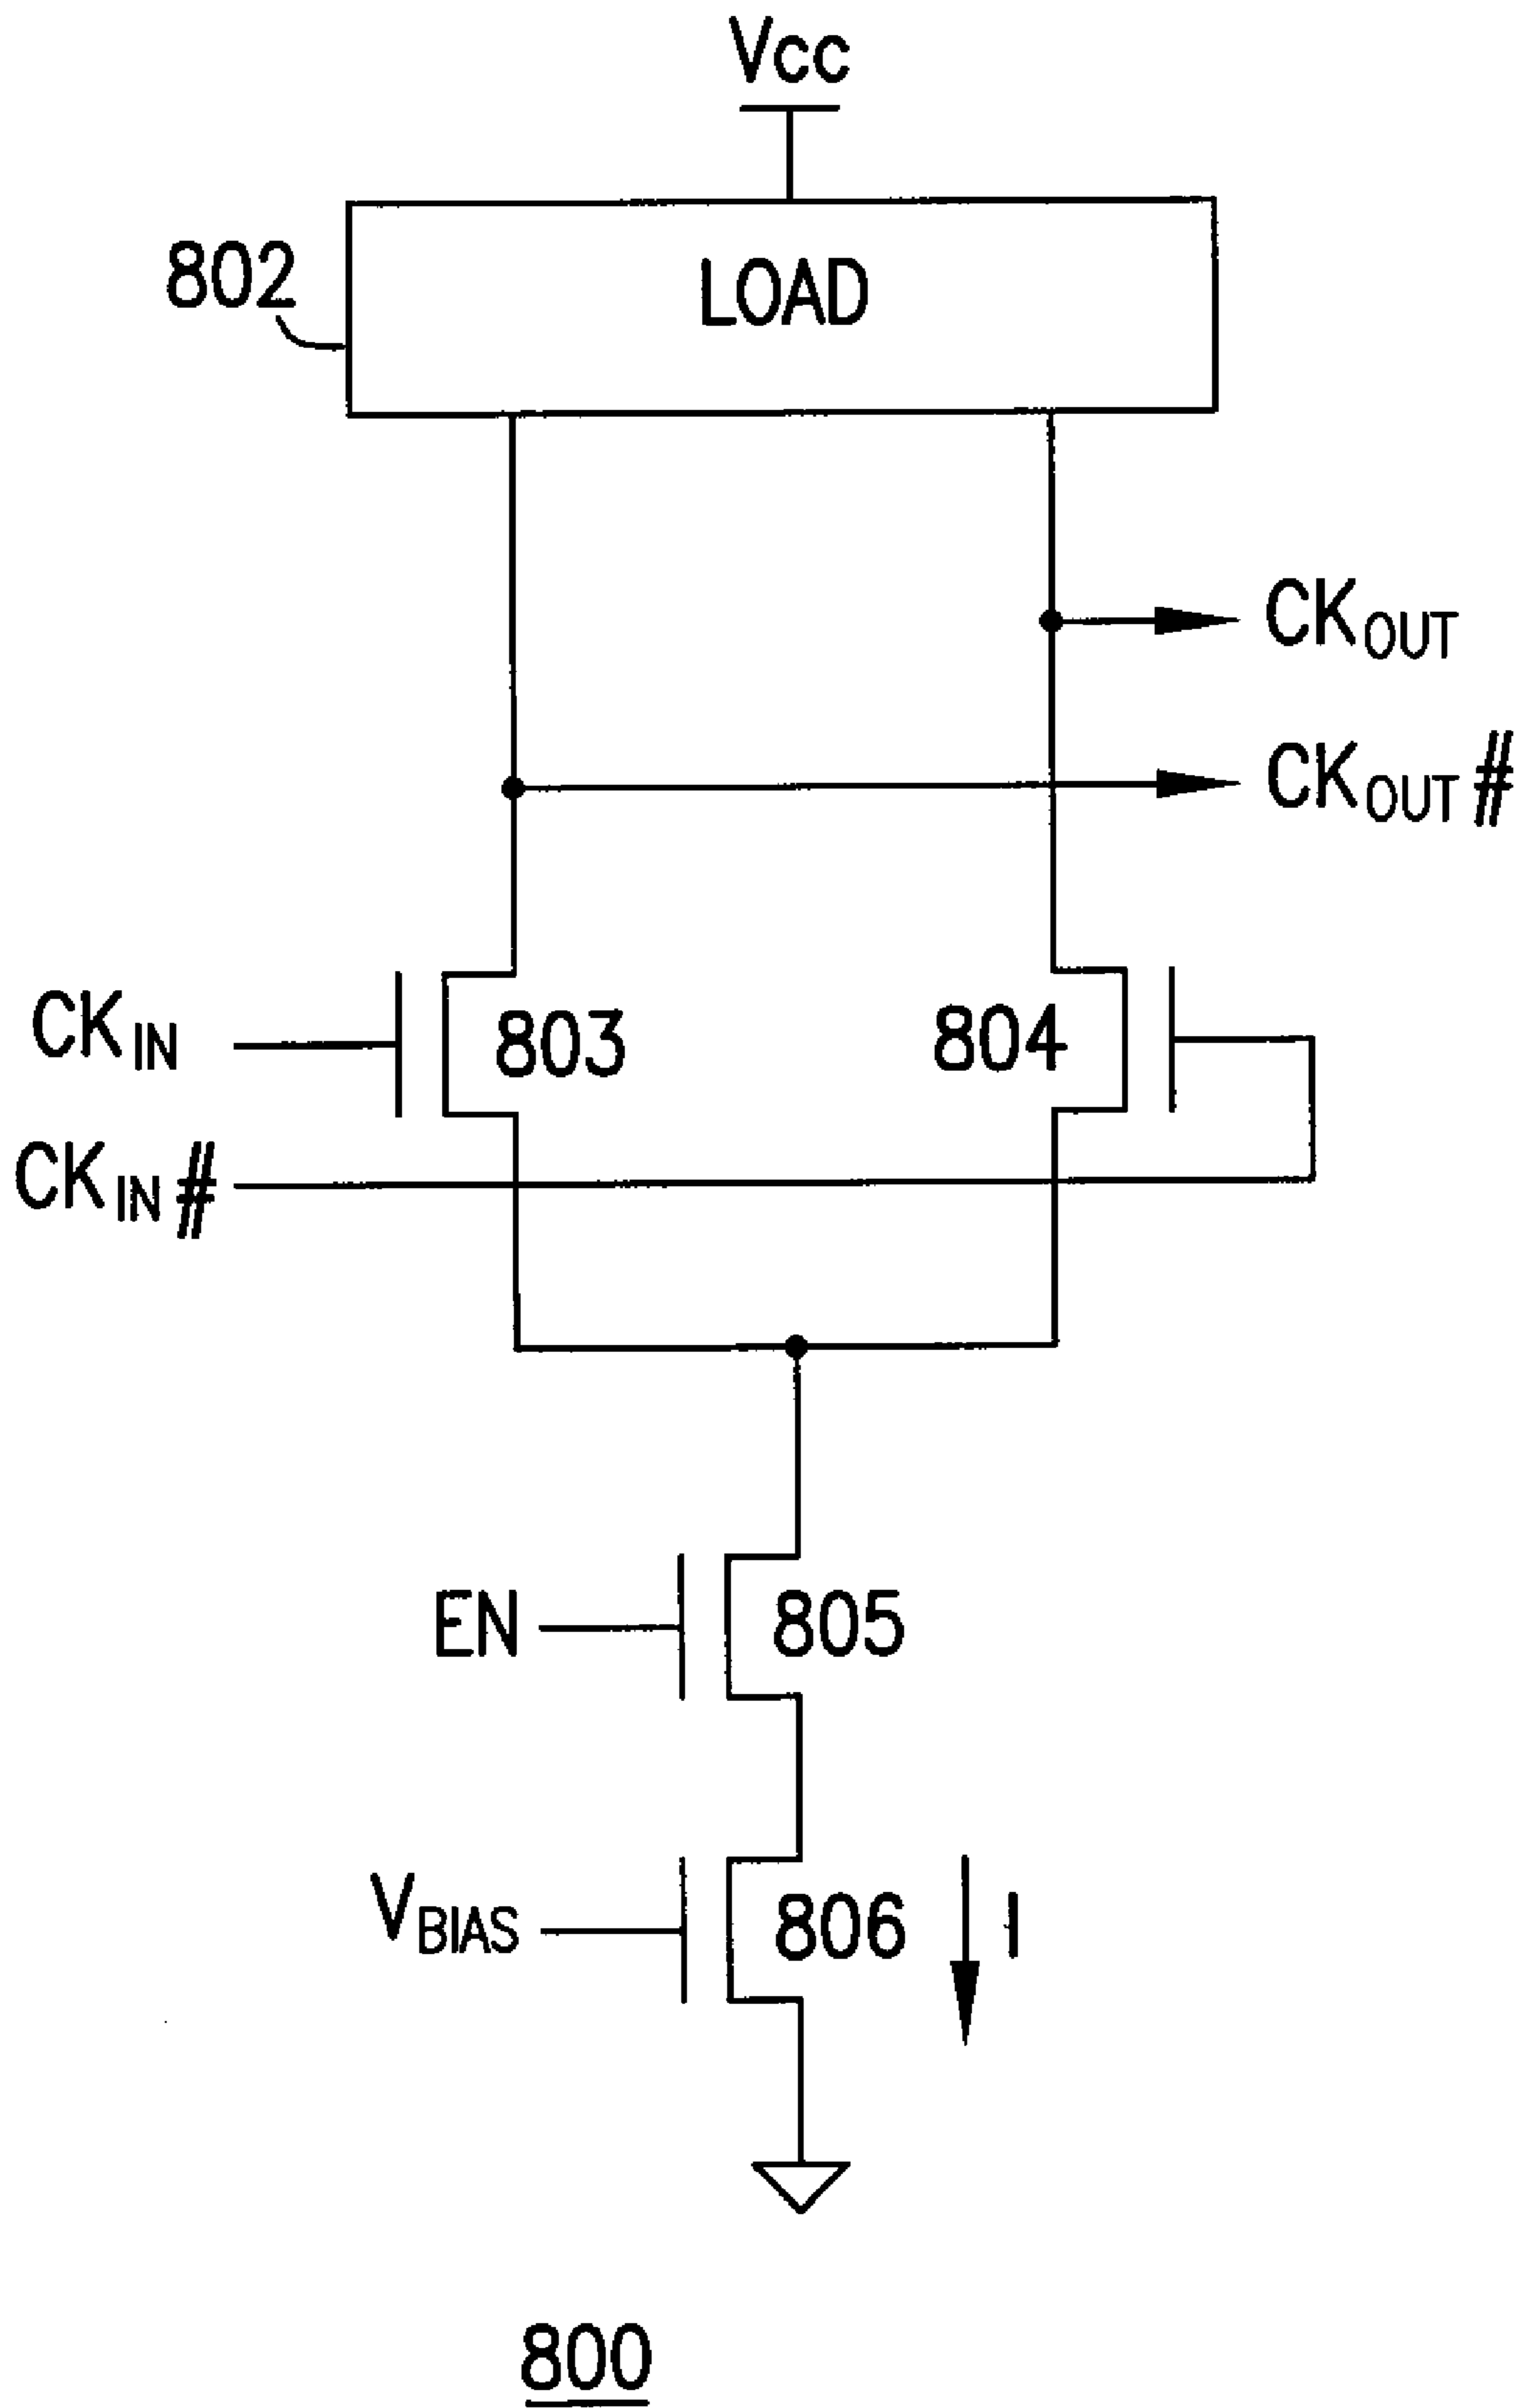 Vcc
802
LOAD
CKOUT
CKOUT#
CKIN
803
804
CKIN#
EN
805
VBIAS
806
I
800